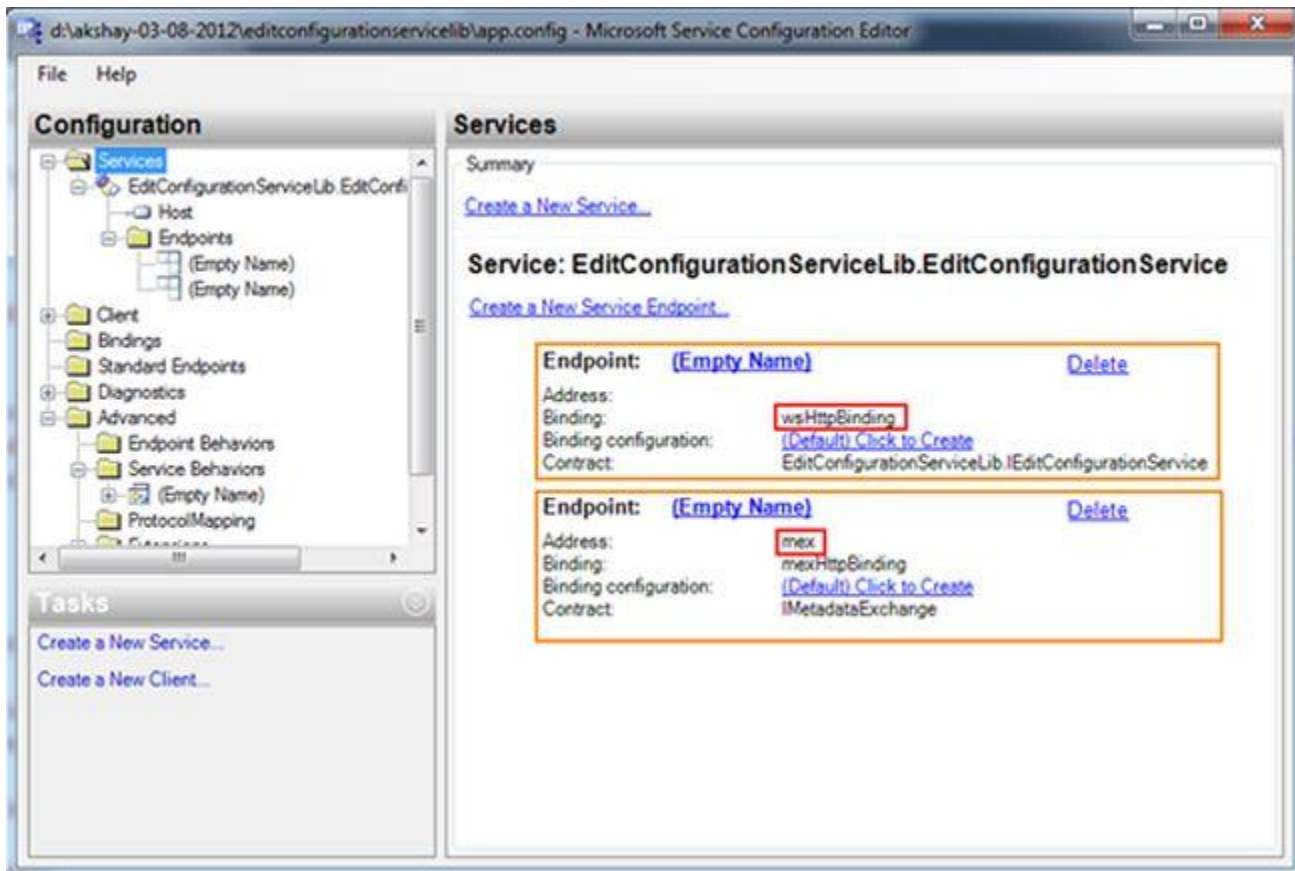 d:\akshay-03-08-2012\editconfigurationservicelib\app.config - Microsoft Service Configuration Editor
File Help
Configuration
Services
EditConfigurationServiceLib.EditConfi
Host
Endpoints
(Empty Name)
(Empty Name)
Client
Bindings
Standard Endpoints
Diagnostics
Advanced
Endpoint Behaviors
Service Behaviors
(Empty Name)
ProtocolMapping
Tasks
Create a New Service...
Create a New Client...
Services
Summary
Create a New Service...
Service: EditConfigurationServiceLib.EditConfigurationService
Create a New Service Endpoint...
Endpoint: (Empty Name) Delete
Address:
Binding: wsHttpBinding
Binding configuration: (Default) Click to Create
Contract: EditConfigurationServiceLib.IEditConfigurationService
Endpoint: (Empty Name) Delete
Address: mex
Binding: mexHttpBinding
Binding configuration: (Default) Click to Create
Contract: IMetadataExchange